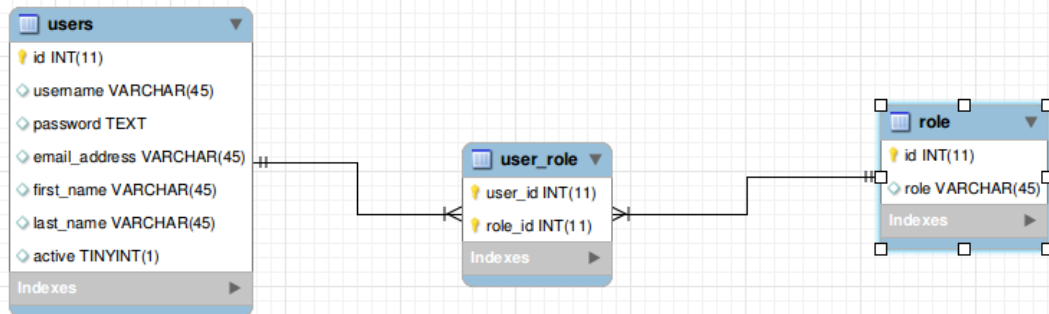 users
id INT(11)
username VARCHAR(45)
password TEXT
email_address VARCHAR(45)
first_name VARCHAR(45)
last_name VARCHAR(45)
active TINYINT(1)
Indexes
user_role
user_id INT(11)
role_id INT(11)
Indexes
role
id INT(11)
role VARCHAR(45)
Indexes